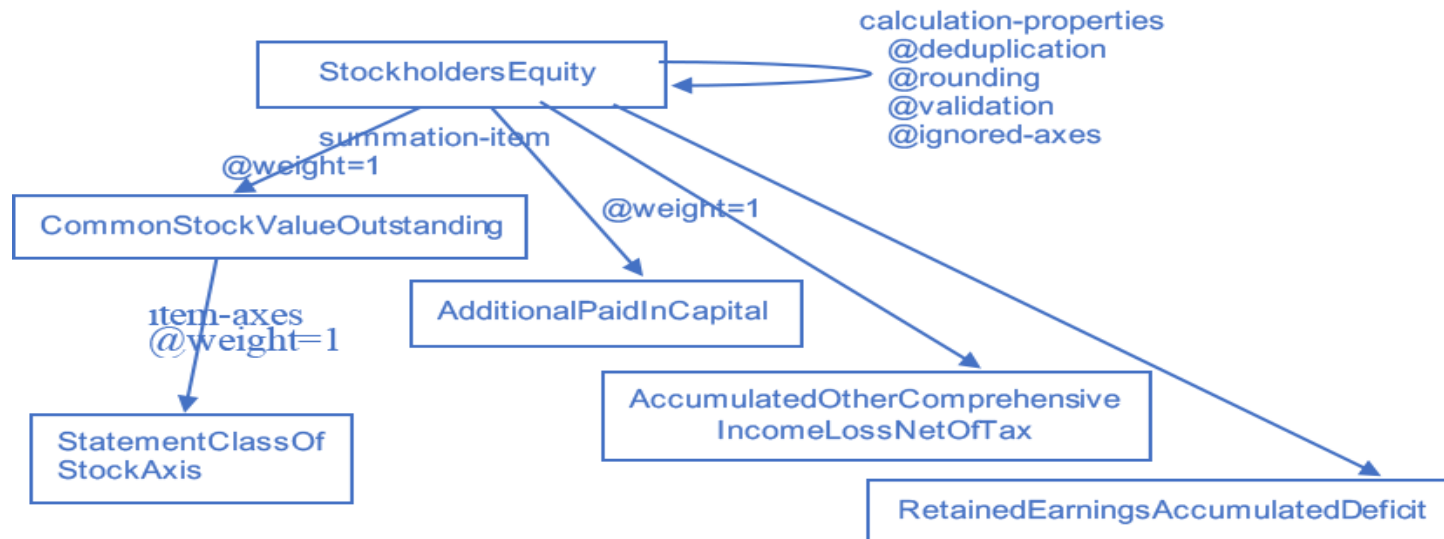 calculation-properties
@deduplication
@rounding
@validation
@ignored-axes
StockholdersEquity
summation-item
@weight=1
CommonStockValueOutstanding
@weight=1
AdditionalPaidInCapital
item-axes
@weight=1
AccumulatedOtherComprehensive
IncomeLossNetOfTax
StatementClassOf
StockAxis
RetainedEarningsAccumulatedDeficit